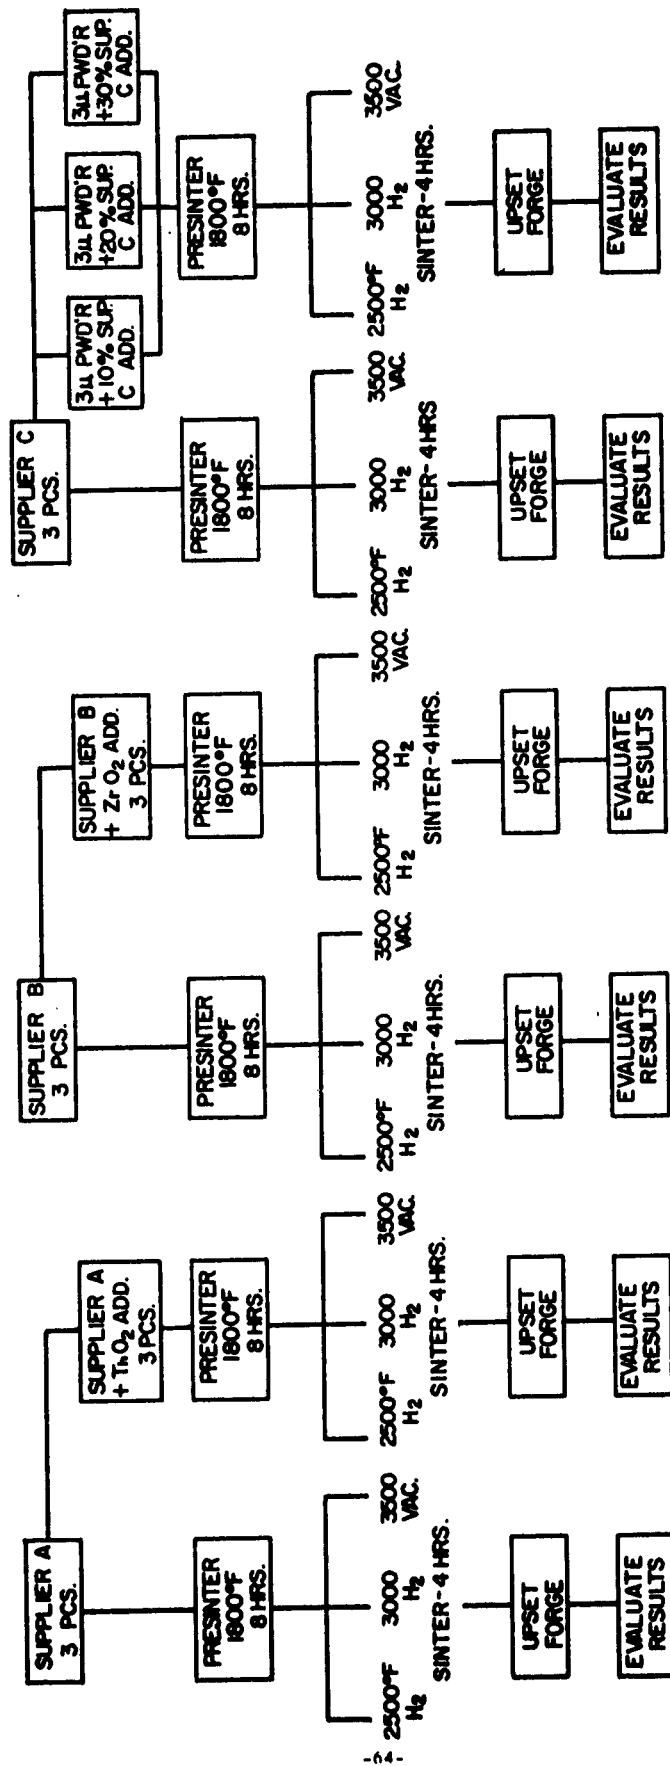 SUPPLIER A
3 PCS.
PRESINTER
1800°F
8 HRS.
2500°F
H2
3000
H2
3500
VAC.
SINTER-4 HRS.
UPSET
FORGE
EVALUATE
RESULTS
SUPPLIER A
+ ThO2 ADD.
3 PCS.
PRESINTER
1800°F
8 HRS.
2500°F
H2
3000
H2
3500
VAC.
SINTER-4 HRS.
UPSET
FORGE
EVALUATE
RESULTS
SUPPLIER B
3 PCS.
PRESINTER
1800°F
8 HRS.
2500°F
H2
3000
H2
3500
VAC.
SINTER-4HRS.
UPSET
FORGE
EVALUATE
RESULTS
SUPPLIER B
+ ZrO2 ADD.
3 PCS.
PRESINTER
1800°F
8 HRS.
2500°F
H2
3000
H2
3500
VAC.
SINTER-4HRS.
UPSET
FORGE
EVALUATE
RESULTS
SUPPLIER C
3 PCS.
PRESINTER
1800°F
8 HRS.
2500°F
H2
3000
H2
3500
VAC.
SINTER-4HRS
UPSET
FORGE
EVALUATE
RESULTS
3µ PWD'R
+10% SUP.
C ADD.
3µ PWD'R
+20% SUP.
C ADD.
3µ PWD'R
+30% SUP.
C ADD.
PRESINTER
1800°F
8 HRS.
2500°F
H2
3000
H2
3500
VAC.
SINTER-4 HRS.
UPSET
FORGE
EVALUATE
RESULTS
-64-